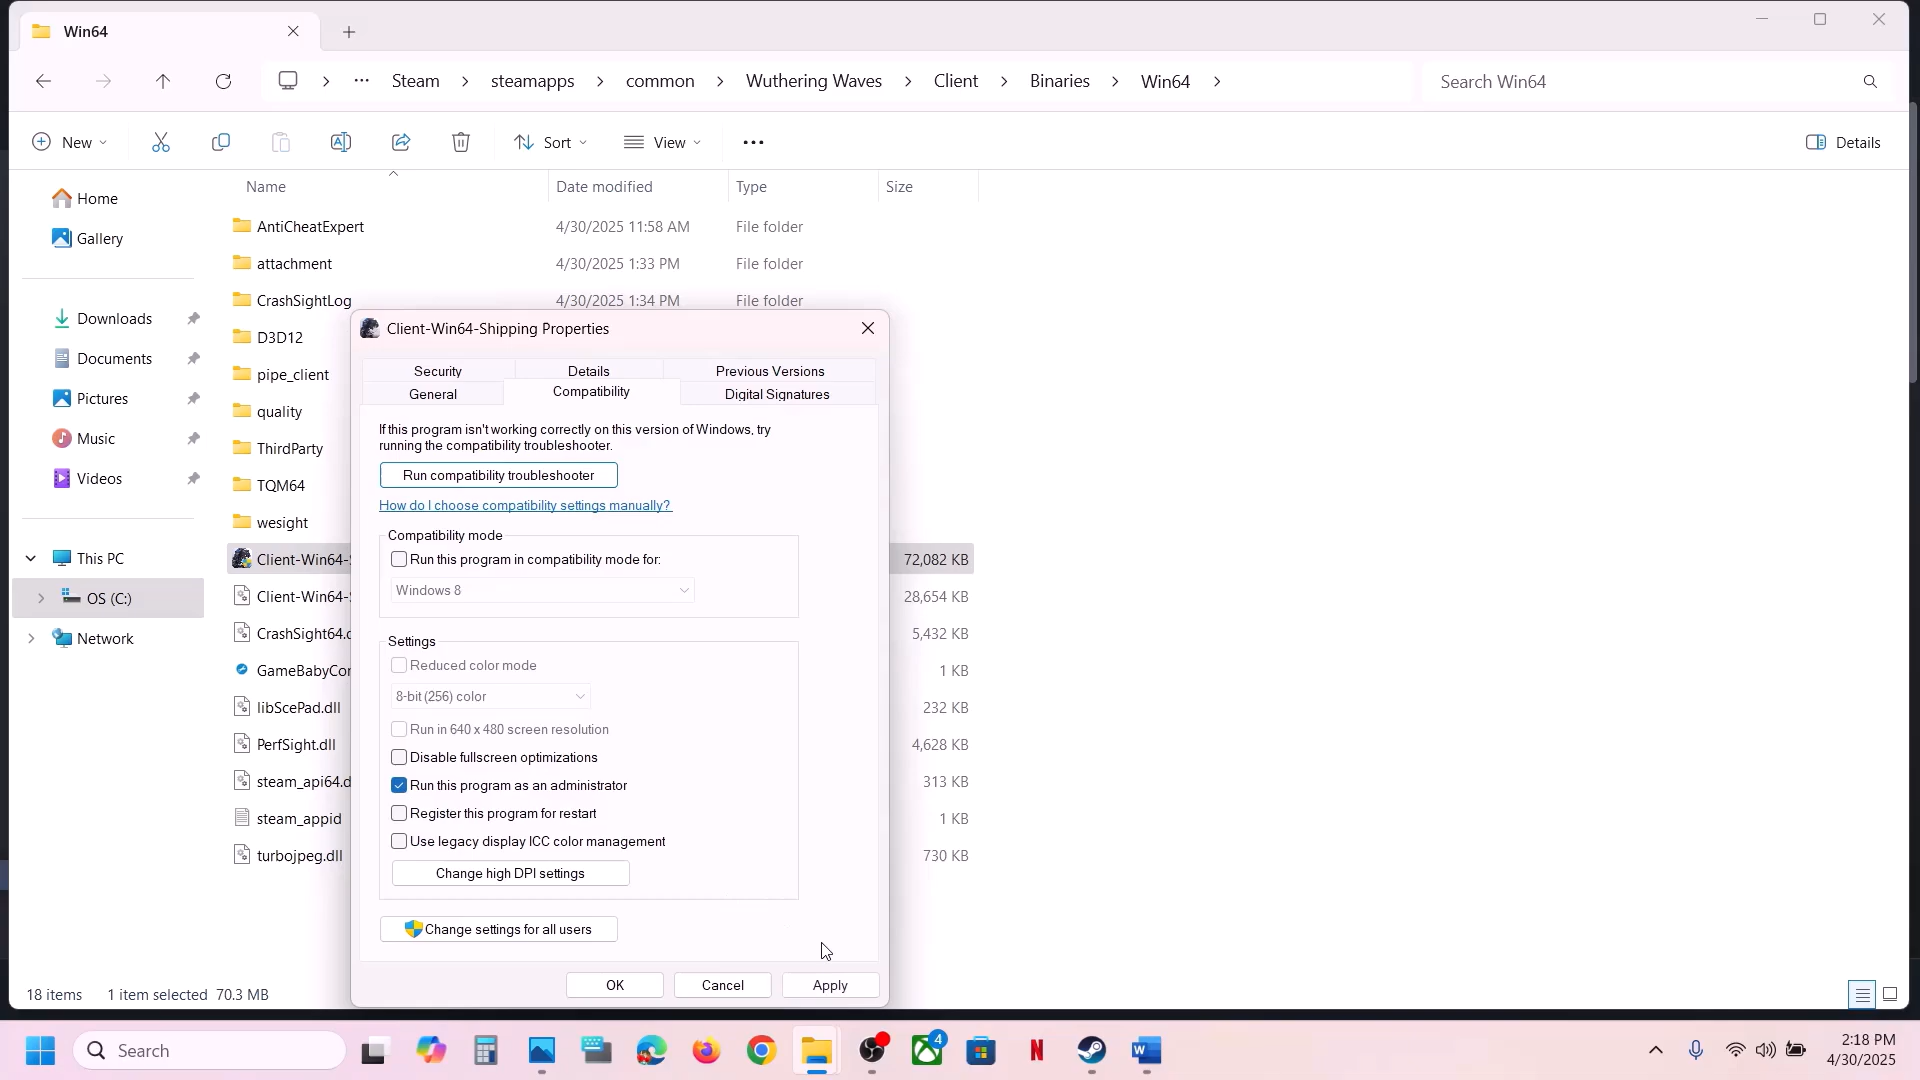 Win64
Steam
steamapps
common
Wuthering Waves
Client
Binaries
Win64
Search Win64
New
Sort
View
Details
Name
Date modified
Type
Size
Home
Gallery
Downloads
Documents
Pictures
Music
Videos
This PC
OS (C:)
Network
AntiCheatExpert 4/30/2025 11:58 AM File folder
attachment 4/30/2025 1:33 PM File folder
CrashSightLog 4/30/2025 1:34 PM File folder
D3D12
pipe_client
quality
ThirdParty
TQM64
wesight
Client-Win64-S 72,082 KB
Client-Win64-S 28,654 KB
CrashSight64.d 5,432 KB
GameBabyCon 1 KB
libScePad.dll 232 KB
PerfSight.dll 4,628 KB
steam_api64.d 313 KB
steam_appid 1 KB
turbojpeg.dll 730 KB
Client-Win64-Shipping Properties
Security
Details
Previous Versions
General
Compatibility
Digital Signatures
If this program isn't working correctly on this version of Windows, try
running the compatibility troubleshooter.
Run compatibility troubleshooter
How do I choose compatibility settings manually?
Compatibility mode
Run this program in compatibility mode for:
Windows 8
Settings
Reduced color mode
8-bit (256) color
Run in 640 x 480 screen resolution
Disable fullscreen optimizations
Run this program as an administrator
Register this program for restart
Use legacy display ICC color management
Change high DPI settings
Change settings for all users
OK
Cancel
Apply
18 items
1 item selected 70.3 MB
Search
4
2:18 PM
4/30/2025